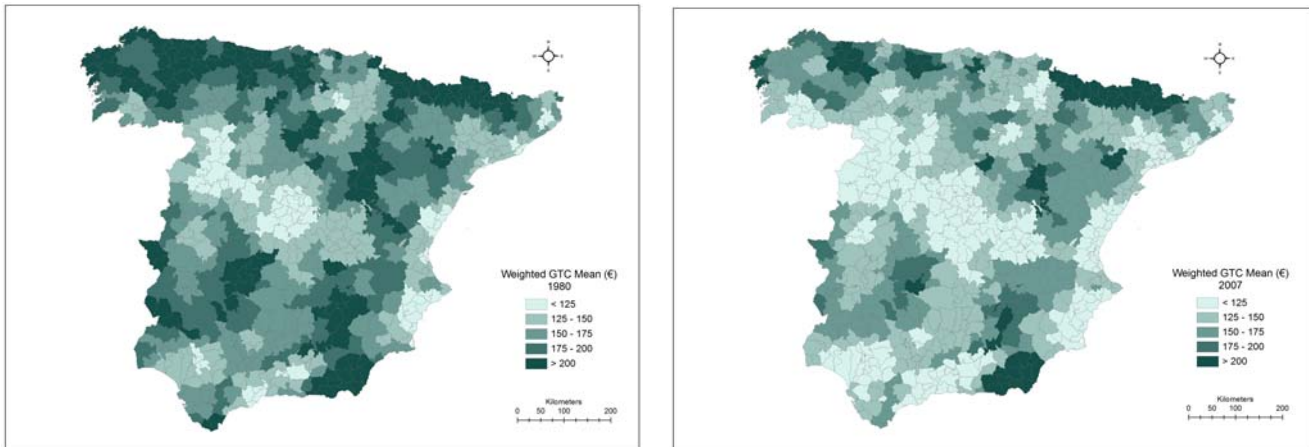 N
W E
S
Weighted GTC Mean (€)
1980
< 125
125 - 150
150 - 175
175 - 200
> 200
Kilometers
0 50 100 200
N
W E
S
Weighted GTC Mean (€)
2007
< 125
125 - 150
150 - 175
175 - 200
> 200
Kilometers
0 50 100 200